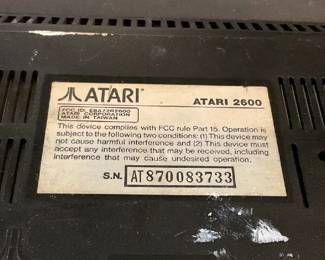 ATARI® ATARI 2600
FCC ID: EBA72R2600
ATARI CORPORATION
MADE IN TAIWAN
This device complies with FCC rule Part 15. Operation is
subject to the following two conditions: (1) This device may
not cause harmful interference and (2) This device must
accept any interference that may be received, including
interference that may cause undesired operation.
S.N. AT870083733